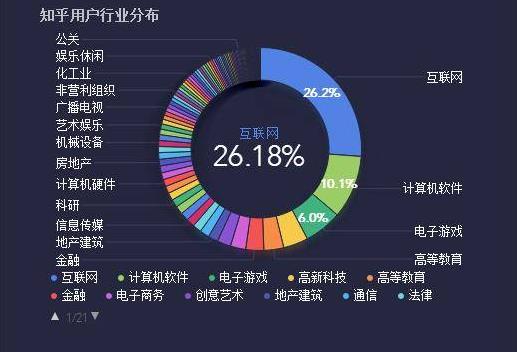 知乎用户行业分布
公关
娱乐休闲
化工业
非营利组织
广播电视
艺术娱乐
机械设备
房地产
计算机硬件
科研
信息传媒
地产建筑
金融
互联网
26.2%
互联网
26.18%
10.1%
计算机软件
6.0%
电子游戏
高等教育
互联网 计算机软件 电子游戏 高新科技 高等教育
金融 电子商务 创意艺术 地产建筑 通信 法律
1/21